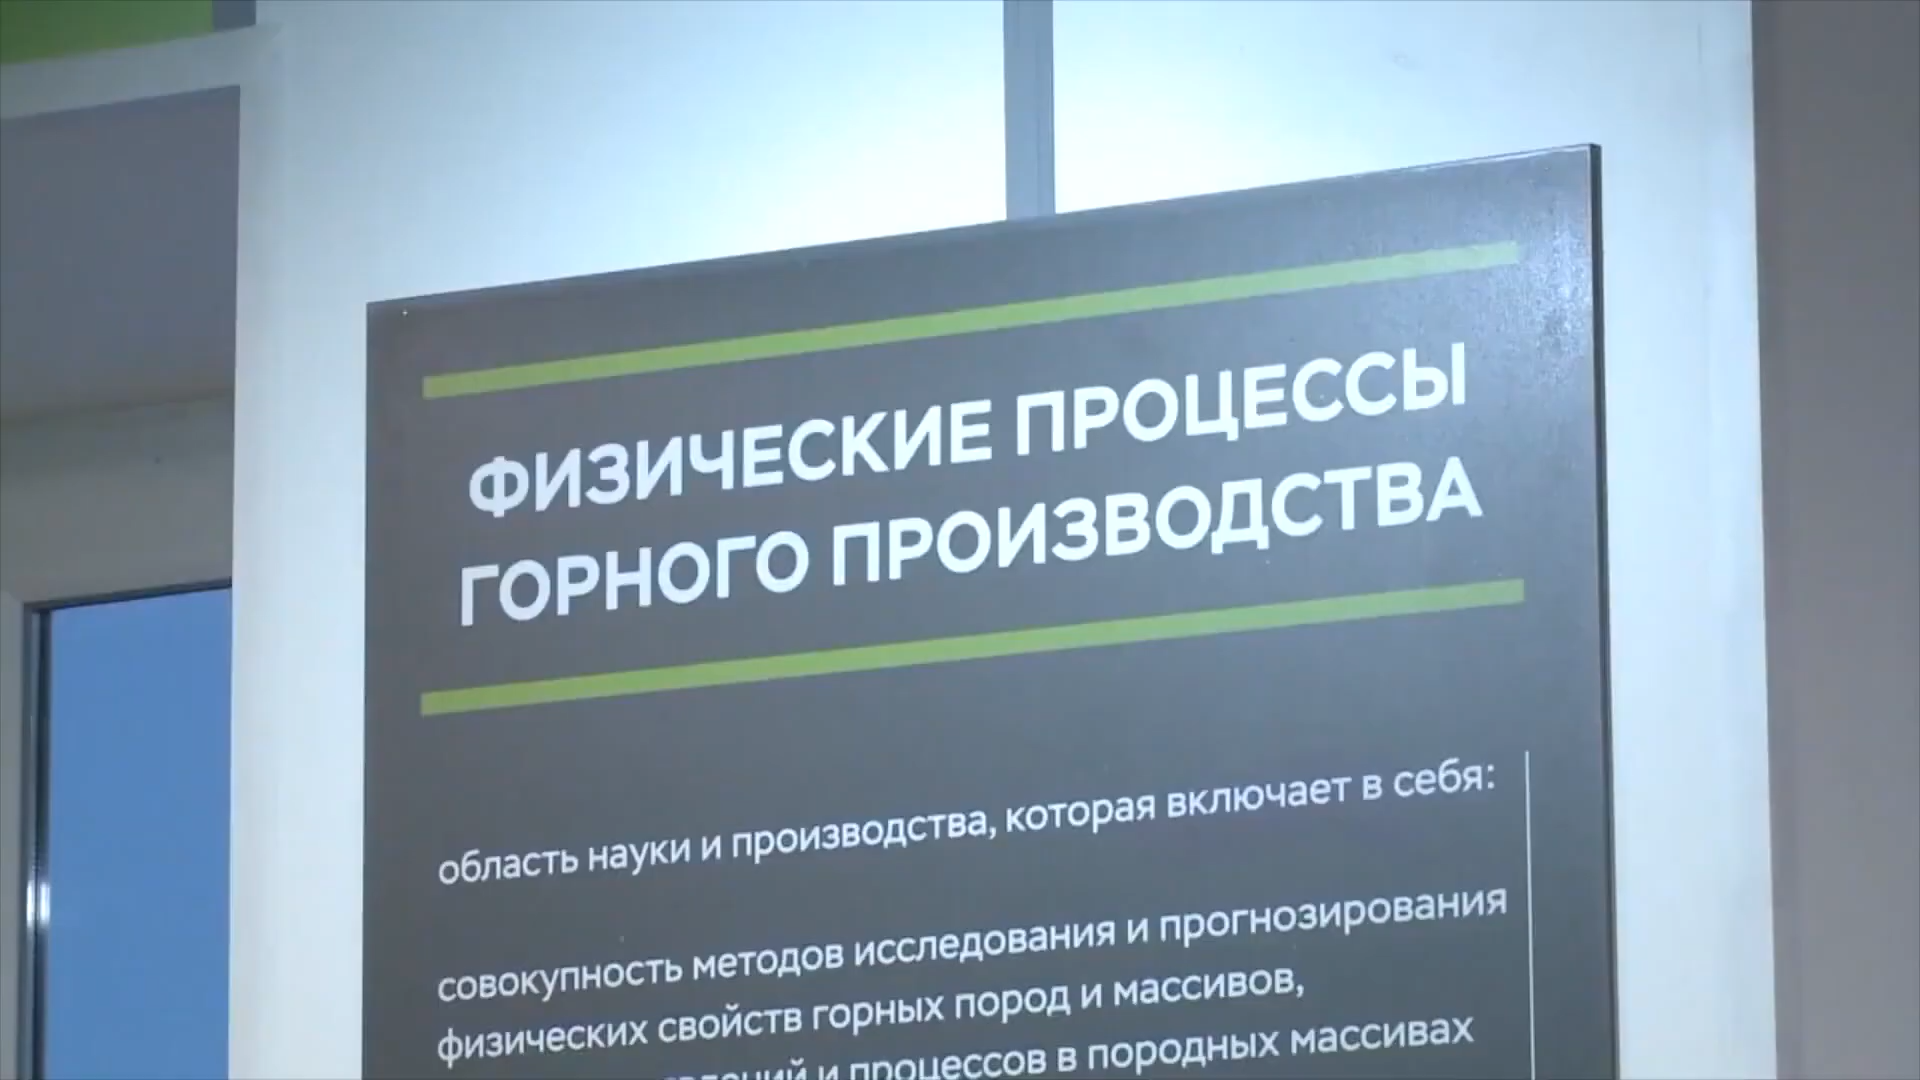 ФИЗИЧЕСКИЕ ПРОЦЕССЫ
ГОРНОГО ПРОИЗВОДСТВА
область науки и производства, которая включает в себя:
совокупность методов исследования и прогнозирования
физических свойств горных пород и массивов,
и процессов в породных массивах